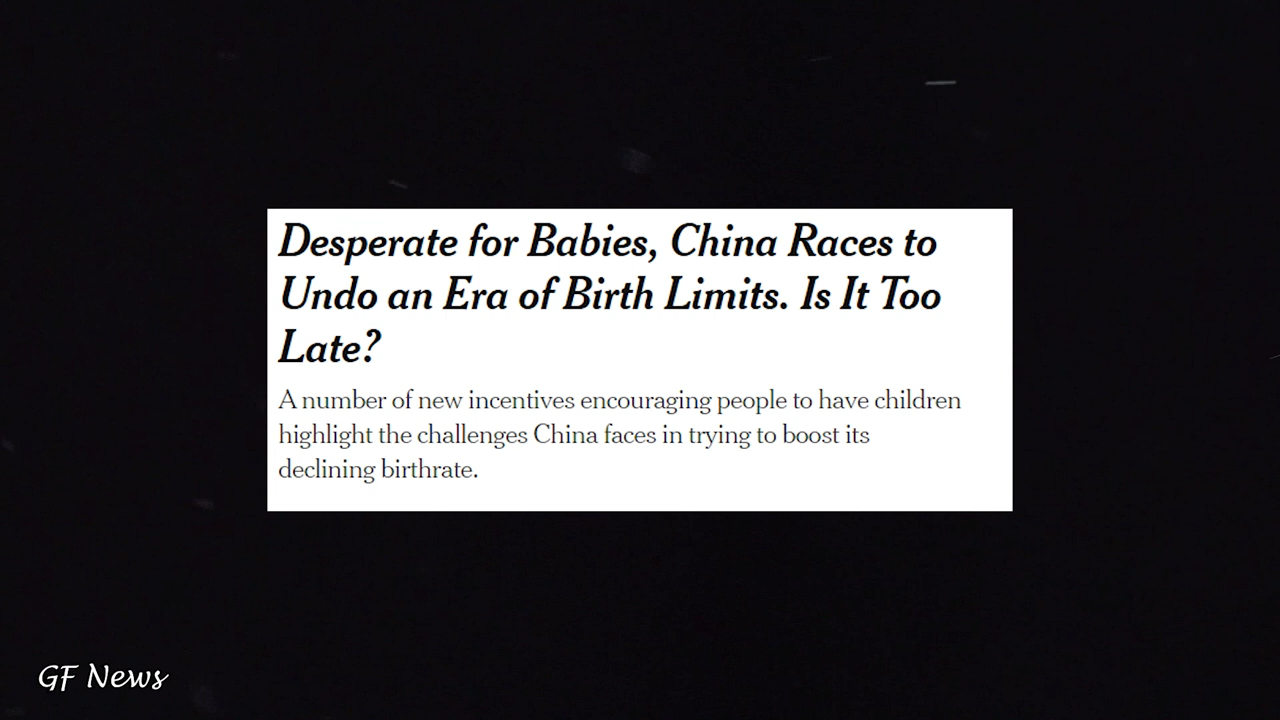 Desperate for Babies, China Races to
Undo an Era of Birth Limits. Is It Too
Late?
A number of new incentives encouraging people to have children
highlight the challenges China faces in trying to boost its
declining birthrate.
GF News